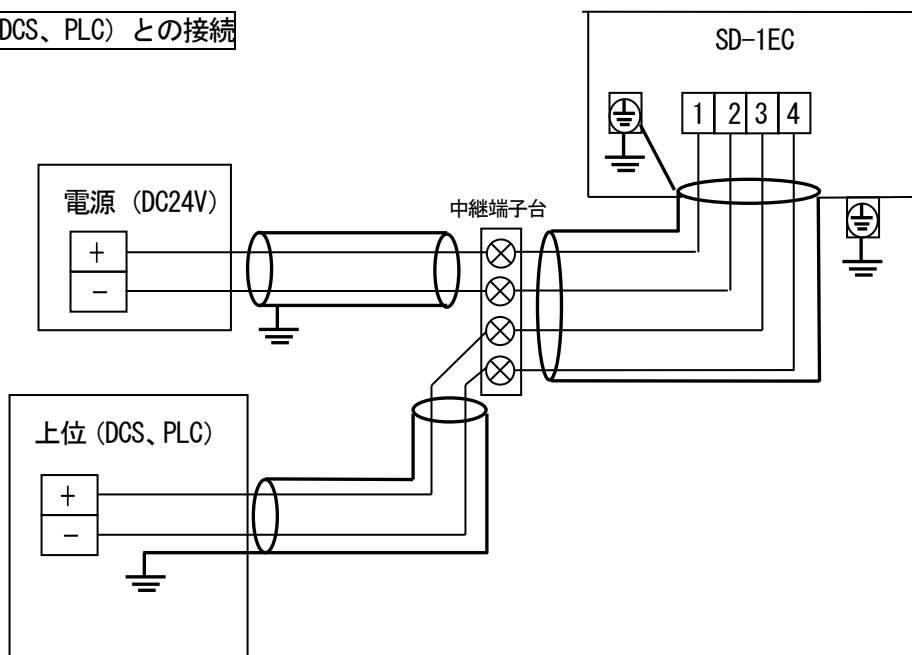 DCS、PLC) との接続
SD-1EC
1 2 3 4
電源 (DC24V)
+
-
中継端子台
上位 (DCS、PLC)
+
-